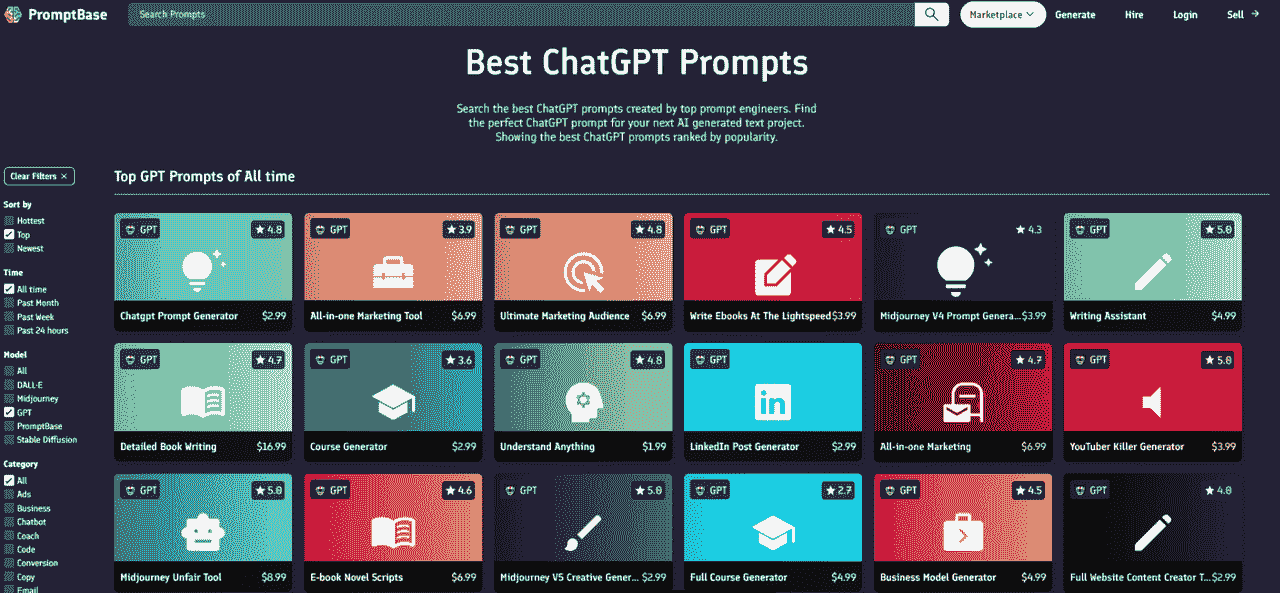 PromptBase
Search Prompts
Marketplace
Generate
Hire
Login
Sell →
Best ChatGPT Prompts
Search the best ChatGPT prompts created by top prompt engineers. Find
the perfect ChatGPT prompt for your next AI generated text project.
Showing the best ChatGPT prompts ranked by popularity.
Clear Filters ×
Sort by
Hottest
Top
Newest
Time
All time
Past Month
Past Week
Past 24 hours
Model
All
DALL·E
Midjourney
GPT
PromptBase
Stable Diffusion
Category
All
Ads
Business
Chatbot
Coach
Code
Conversion
Copy
Email
Top GPT Prompts of All time
GPT ★ 4.8
Chatgpt Prompt Generator $2.99
GPT ★ 3.9
All-in-one Marketing Tool $6.99
GPT ★ 4.8
Ultimate Marketing Audience $6.99
GPT ★ 4.5
Write Ebooks At The Lightspeed $3.99
GPT ★ 4.3
Midjourney V4 Prompt Genera... $3.99
GPT ★ 5.0
Writing Assistant $4.99
GPT ★ 4.7
Detailed Book Writing $16.99
GPT ★ 3.6
Course Generator $2.99
GPT ★ 4.8
Understand Anything $1.99
GPT
in
LinkedIn Post Generator $2.99
GPT ★ 4.7
All-in-one Marketing $6.99
GPT ★ 5.0
YouTuber Killer Generator $3.99
GPT ★ 5.0
Midjourney Unfair Tool $8.99
GPT ★ 4.6
E-book Novel Scripts $6.99
GPT ★ 5.0
Midjourney V5 Creative Gener... $2.99
GPT ★ 2.7
Full Course Generator $4.99
GPT ★ 4.5
Business Model Generator $4.99
GPT ★ 4.0
Full Website Content Creator T... $2.99